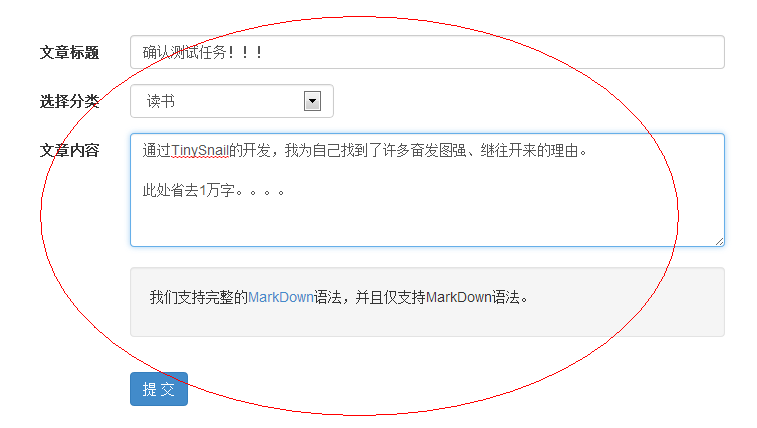 文章标题 确认测试任务！！！
选择分类 读书
文章内容 通过TinySnail的开发，我为自己找到了许多奋发图强、继往开来的理由。
此处省去1万字。。。。
我们支持完整的MarkDown语法，并且仅支持MarkDown语法。
提 交